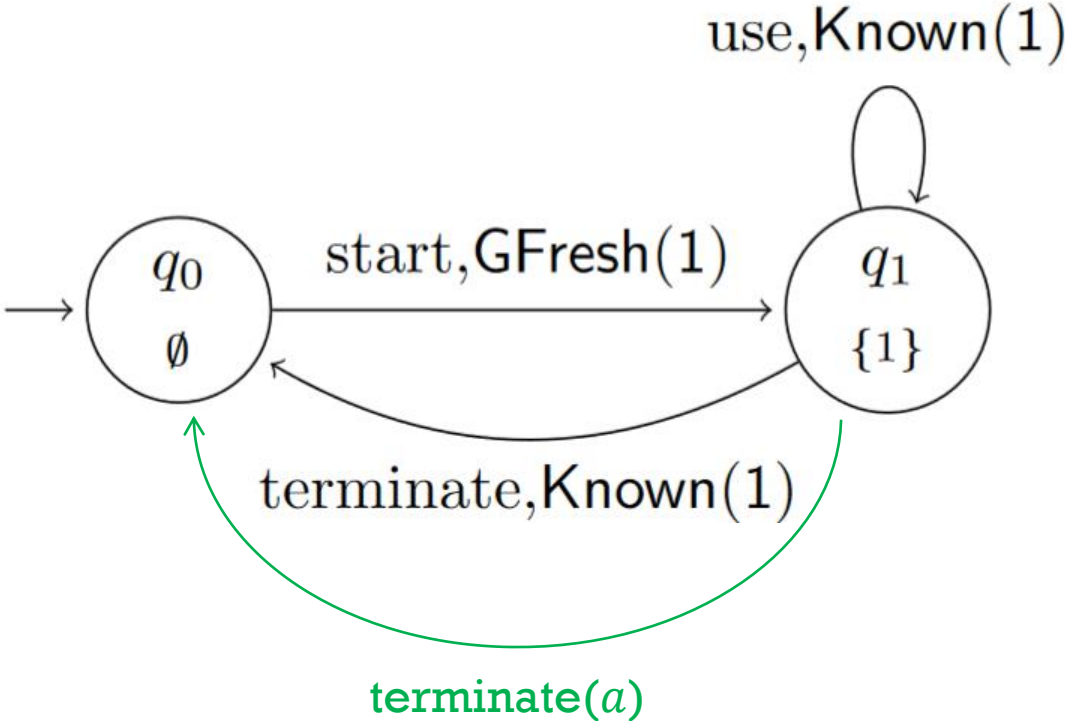 use,Known(1)
start,GFresh(1)
q₀
∅
q₁
{1}
terminate,Known(1)
terminate(𝑎)